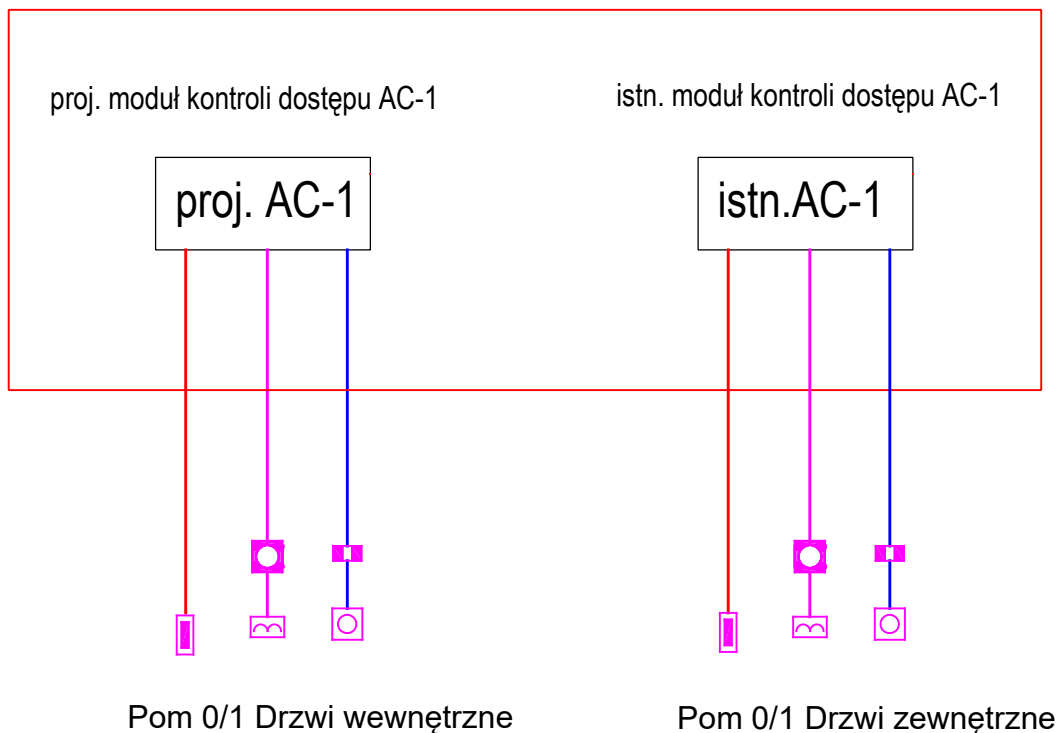 proj. moduł kontroli dostępu AC-1
istn. moduł kontroli dostępu AC-1
proj. AC-1
istn.AC-1
Pom 0/1 Drzwi wewnętrzne
Pom 0/1 Drzwi zewnętrzne